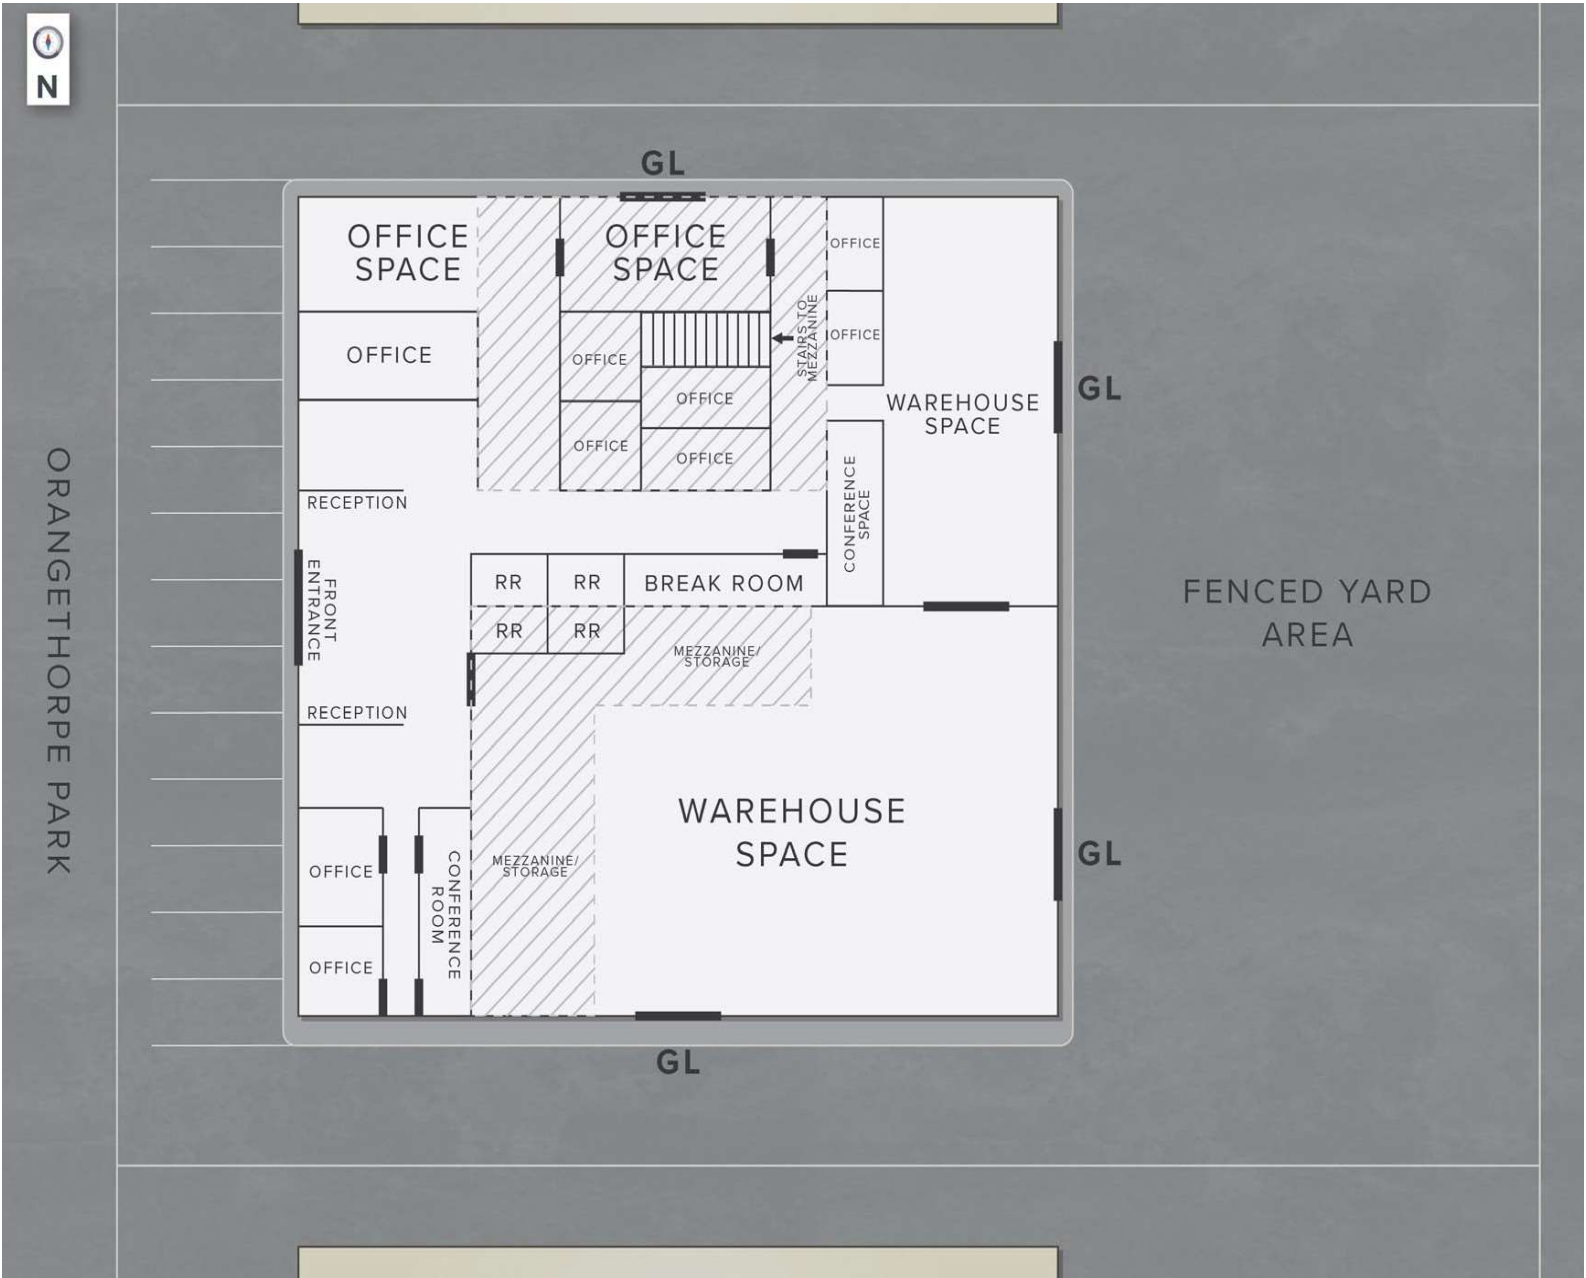 N
GL
OFFICE
SPACE
OFFICE
SPACE
OFFICE
OFFICE
STAIRS TO
MEZZANINE
OFFICE
OFFICE
OFFICE
OFFICE
OFFICE
WAREHOUSE
SPACE
GL
CONFERENCE
SPACE
RECEPTION
FRONT
ENTRANCE
RR
RR
BREAK ROOM
RR
RR
MEZZANINE/
STORAGE
RECEPTION
ORANGETHORPE PARK
FENCED YARD
AREA
WAREHOUSE
SPACE
GL
MEZZANINE/
STORAGE
OFFICE
CONFERENCE
ROOM
OFFICE
GL